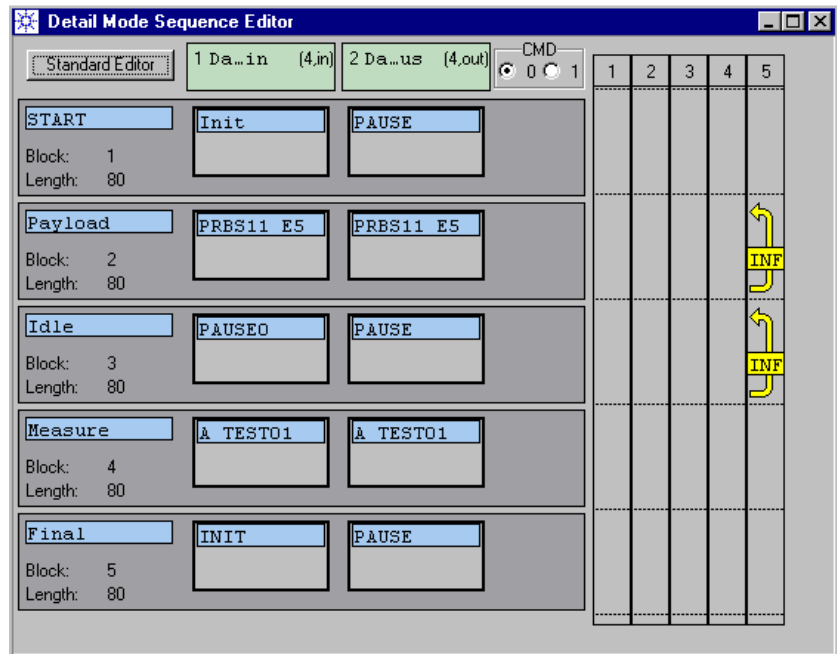 Detail Mode Sequence Editor
Standard Editor
1 Da…in (4,in)
2 Da…us (4,out)
CMD
0 1
1 2 3 4 5
START
Block: 1
Length: 80
Init
PAUSE
Payload
Block: 2
Length: 80
PRBS11 E5
PRBS11 E5
INF
Idle
Block: 3
Length: 80
PAUSE0
PAUSE
INF
Measure
Block: 4
Length: 80
A TEST01
A TEST01
Final
Block: 5
Length: 80
INIT
PAUSE